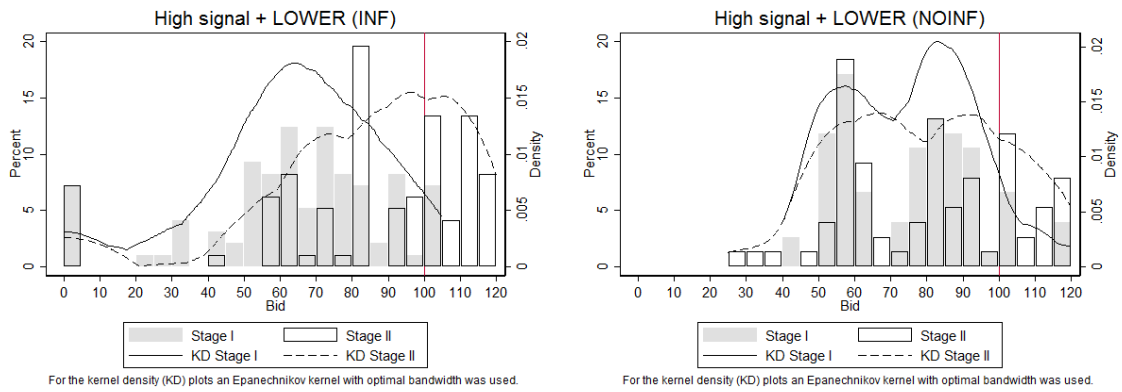 High signal + LOWER (INF)
Percent
0 5 10 15 20
0 .005 .01 .015 .02
Density
0 10 20 30 40 50 60 70 80 90 100 110 120
Bid
Stage I Stage II
KD Stage I KD Stage II
For the kernel density (KD) plots an Epanechnikov kernel with optimal bandwidth was used.
High signal + LOWER (NOINF)
Percent
0 5 10 15 20
0 .005 .01 .015 .02
Density
0 10 20 30 40 50 60 70 80 90 100 110 120
Bid
Stage I Stage II
KD Stage I KD Stage II
For the kernel density (KD) plots an Epanechnikov kernel with optimal bandwidth was used.